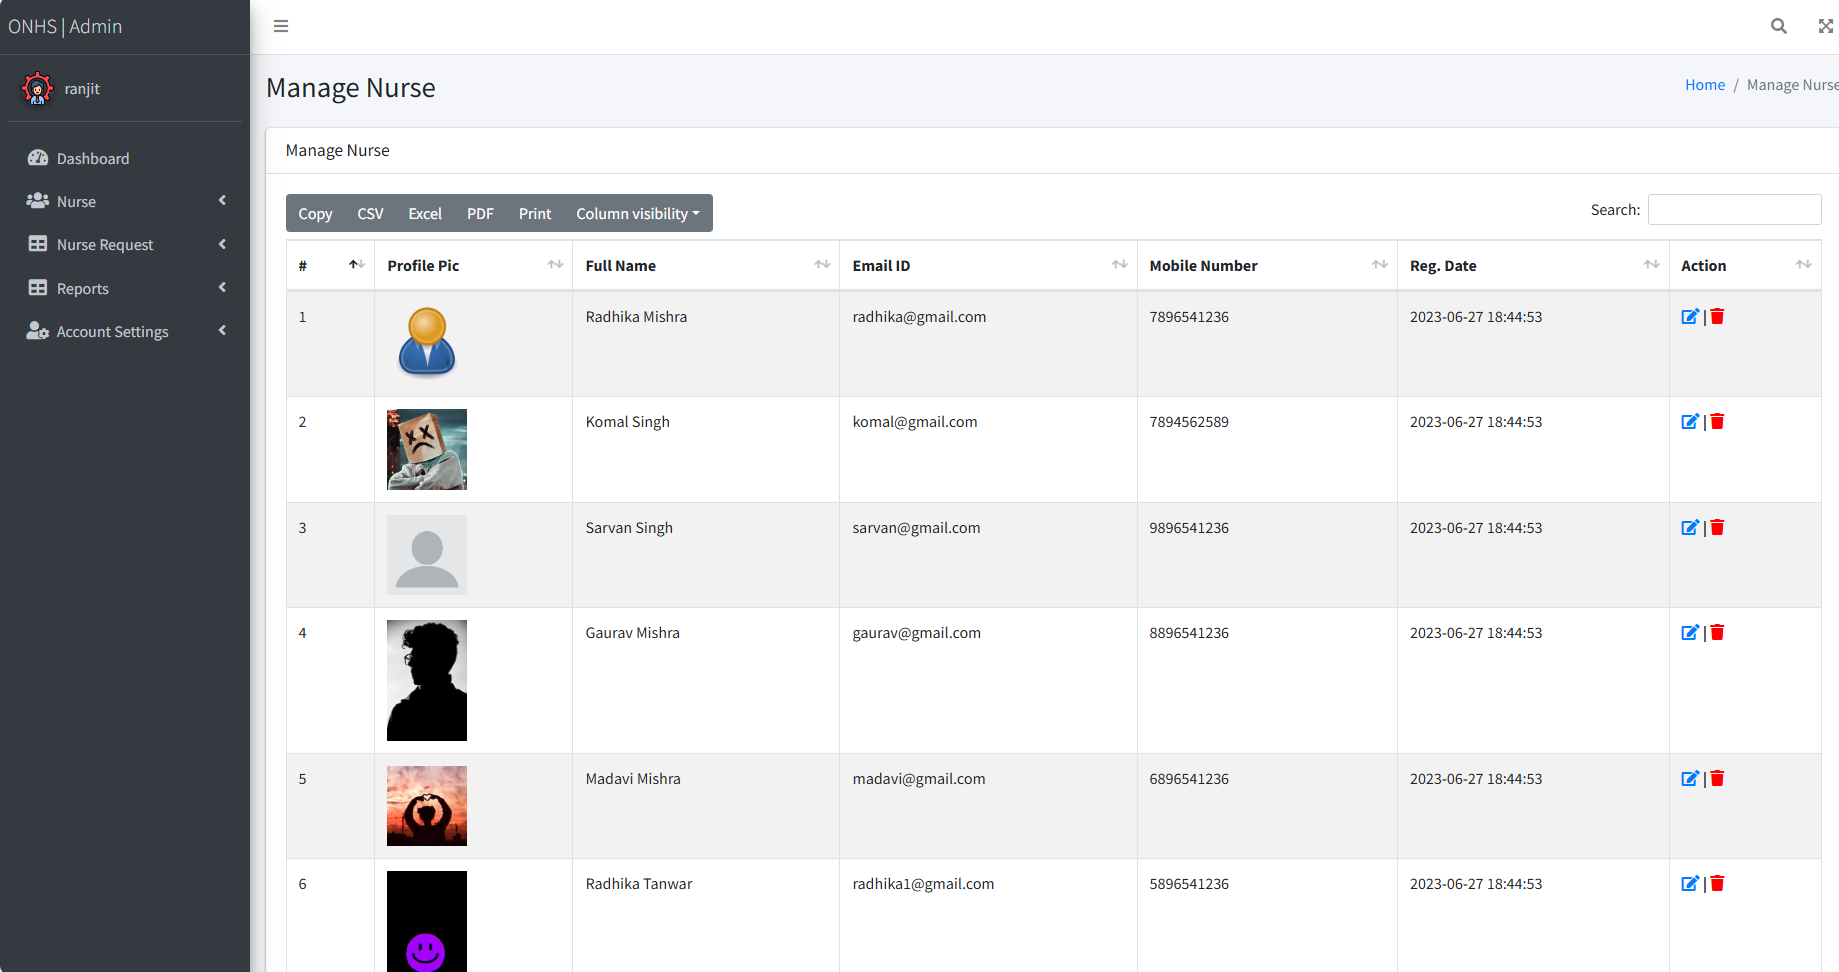 ONHS | Admin
ranjit
Dashboard
Nurse
Nurse Request
Reports
Account Settings
Manage Nurse
Home / Manage Nurse
Manage Nurse
Copy CSV Excel PDF Print Column visibility
Search:
# Profile Pic Full Name Email ID Mobile Number Reg. Date Action
1 Radhika Mishra radhika@gmail.com 7896541236 2023-06-27 18:44:53 |
2 Komal Singh komal@gmail.com 7894562589 2023-06-27 18:44:53 |
3 Sarvan Singh sarvan@gmail.com 9896541236 2023-06-27 18:44:53 |
4 Gaurav Mishra gaurav@gmail.com 8896541236 2023-06-27 18:44:53 |
5 Madavi Mishra madavi@gmail.com 6896541236 2023-06-27 18:44:53 |
6 Radhika Tanwar radhika1@gmail.com 5896541236 2023-06-27 18:44:53 |